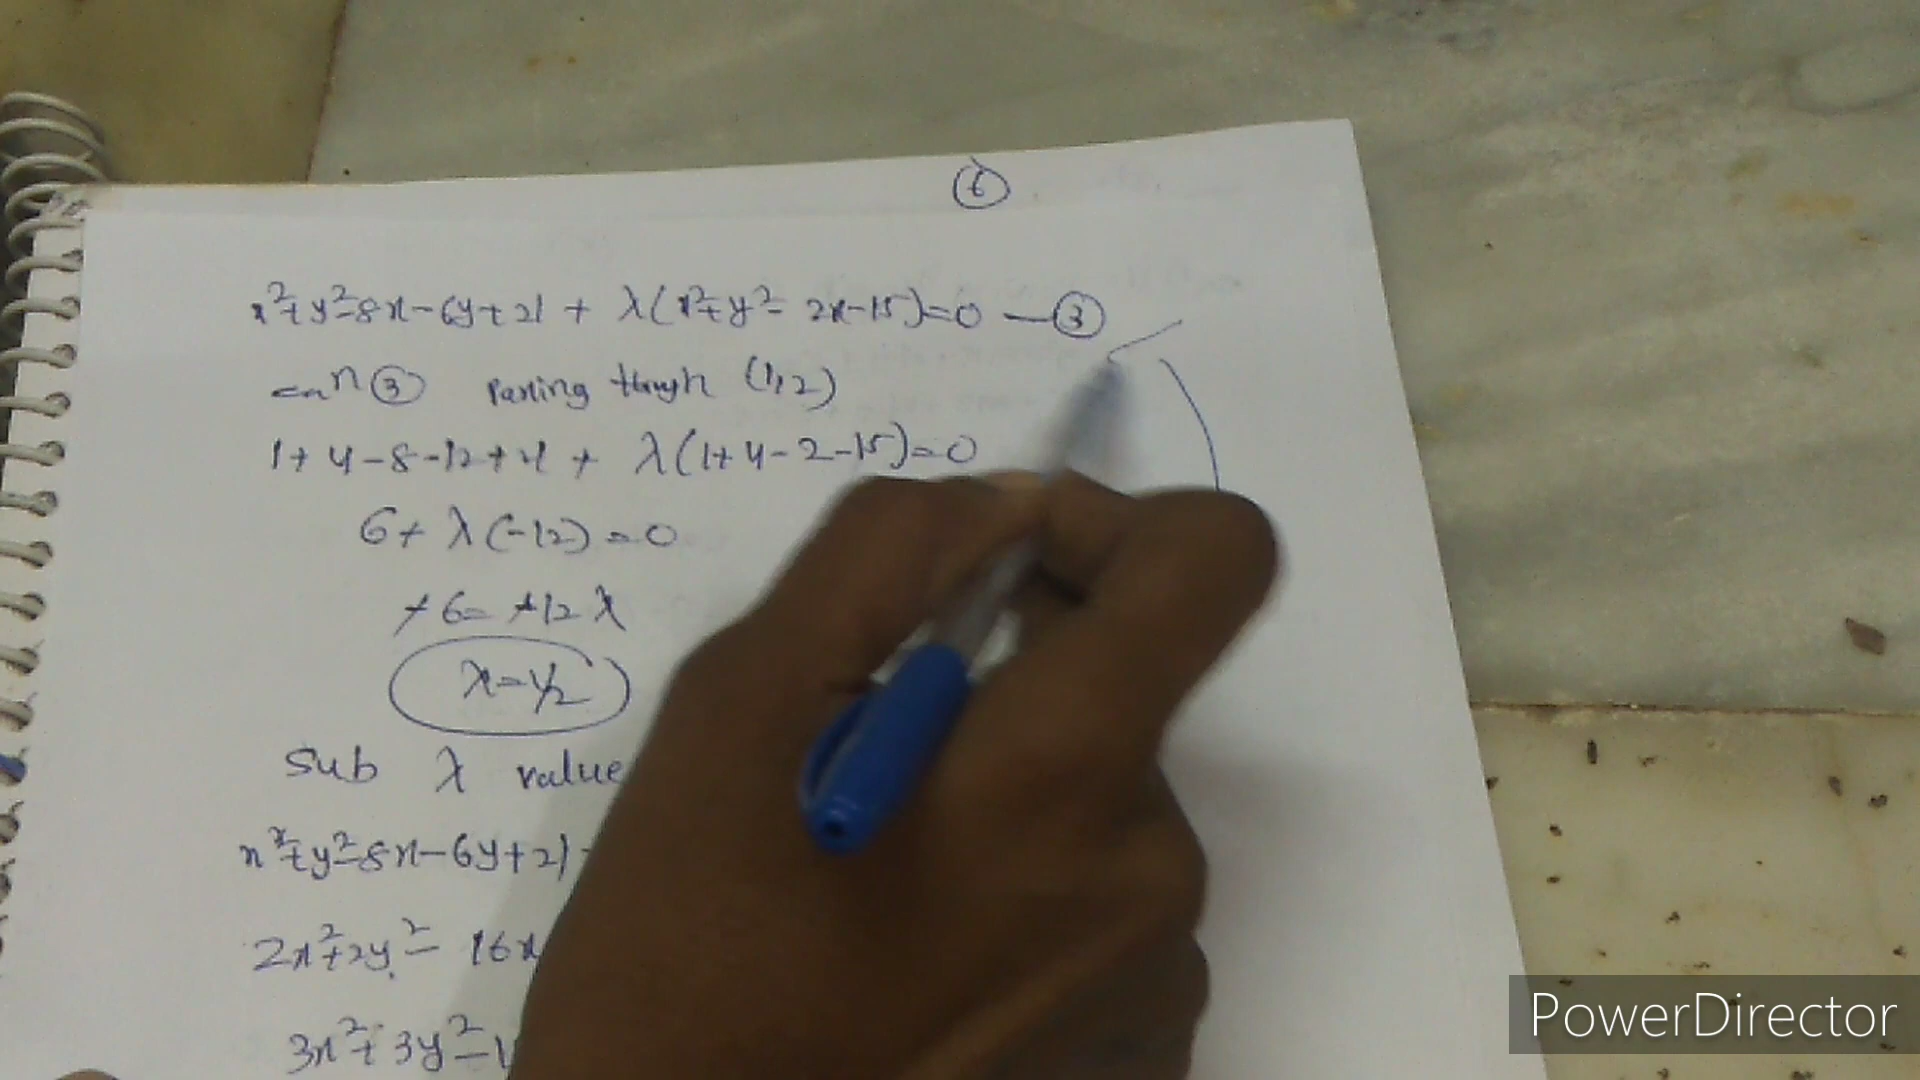 6
x²+y²-8x-6y+21 + λ(x²+y²-2x-15)=0 — 3
3 Passing through (1,2)
1+4-8-12+21 + λ(1+4-2-15)=0
6+ λ(-12)=0
+6=+12λ
λ=1/2
Sub λ value
x²+y²-8x-6y+21
2x²+2y²-16x
3x²+3y²-1
PowerDirector